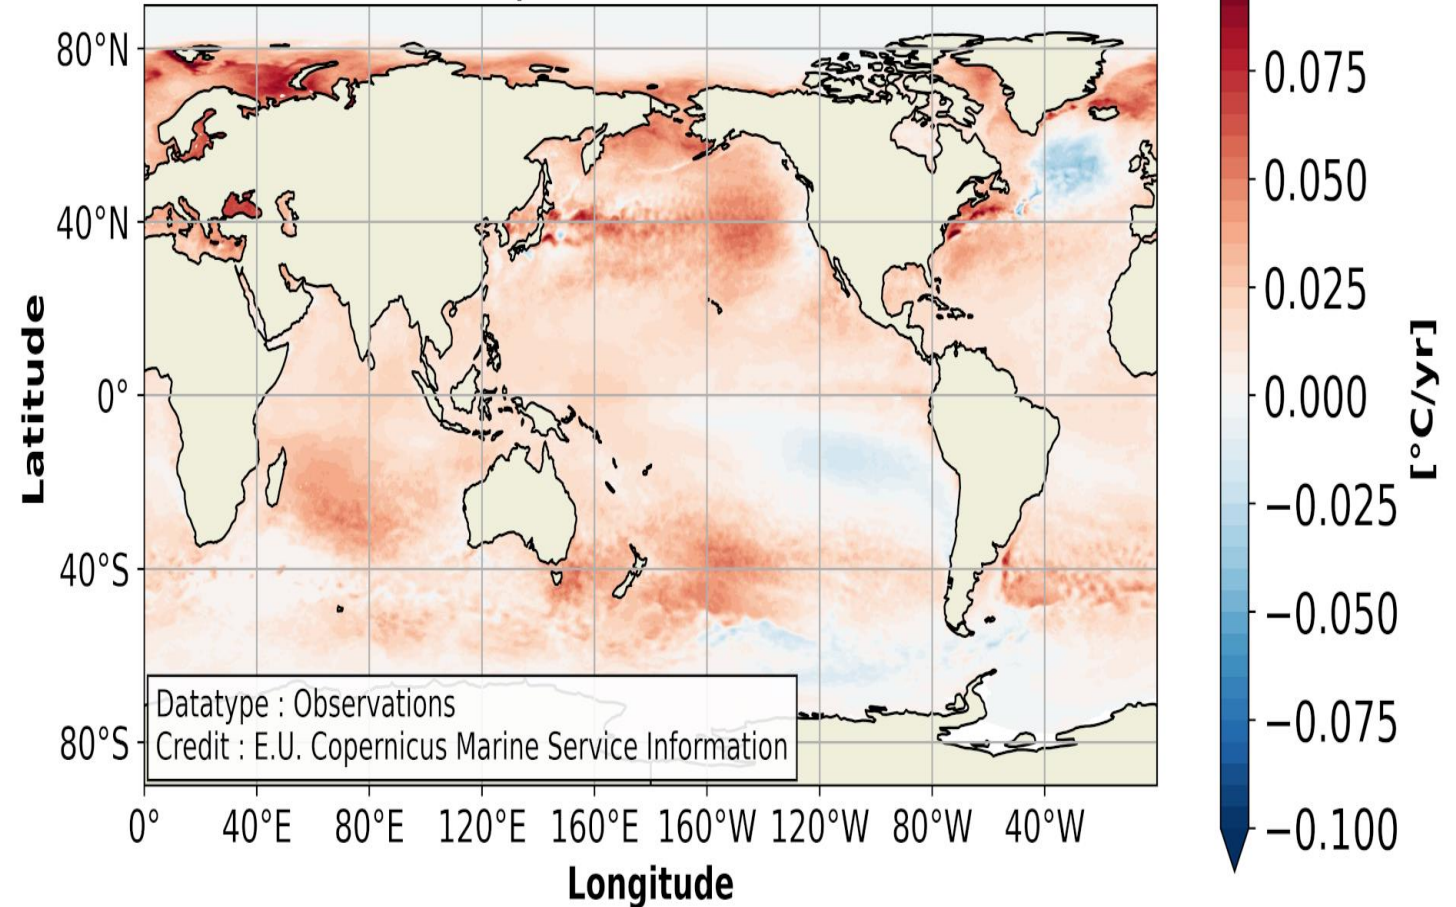 80°N
40°N
0°
40°S
80°S
Latitude
Datatype : Observations
Credit : E.U. Copernicus Marine Service Information
0° 40°E 80°E 120°E 160°E 160°W 120°W 80°W 40°W
Longitude
0.075
0.050
0.025
0.000
−0.025
−0.050
−0.075
−0.100
[°C/yr]